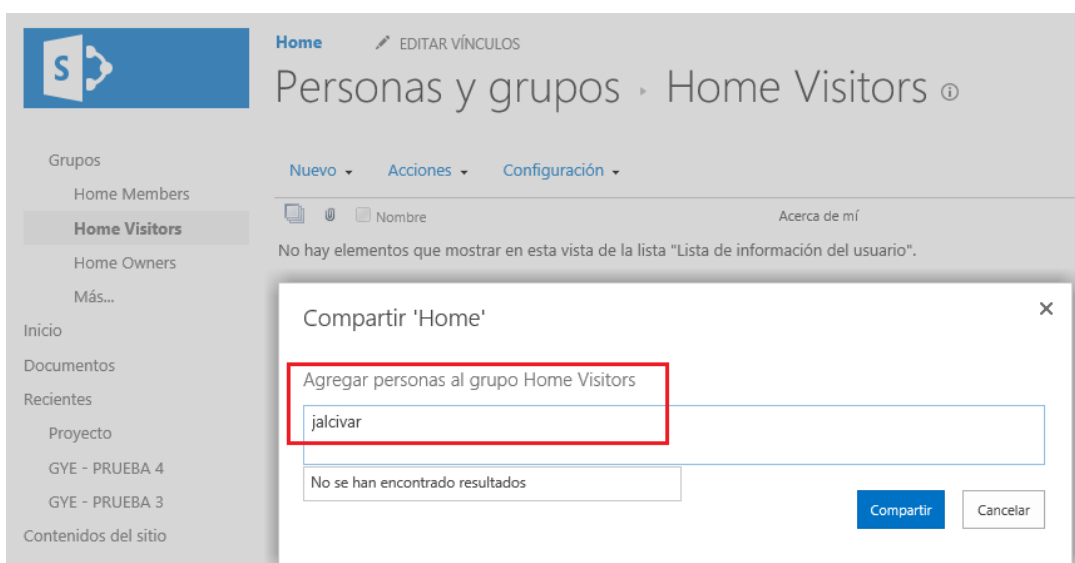 S
Home EDITAR VÍNCULOS
Personas y grupos Home Visitors
Grupos
Home Members
Home Visitors
Home Owners
Más...
Inicio
Documentos
Recientes
Proyecto
GYE - PRUEBA 4
GYE - PRUEBA 3
Contenidos del sitio
Nuevo Acciones Configuración
Nombre Acerca de mí
No hay elementos que mostrar en esta vista de la lista "Lista de información del usuario".
Compartir 'Home'
Agregar personas al grupo Home Visitors
jalcivar
No se han encontrado resultados
Compartir Cancelar